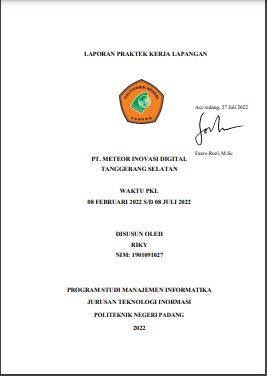 LAPORAN PRAKTEK KERJA LAPANGAN
POLITEKNIK NEGERI
PADANG
Acc sidang, 27 Juli 2022
Fazro Rozi, M.Sc
PT. METEOR INOVASI DIGITAL
TANGGERANG SELATAN
WAKTU PKL
08 FEBRUARI 2022 S/D 08 JULI 2022
DISUSUN OLEH
RIKY
NIM: 1901091027
PROGRAM STUDI MANAJEMEN INFORMATIKA
JURUSAN TEKNOLOGI INORMASI
POLITEKNIK NEGERI PADANG
2022